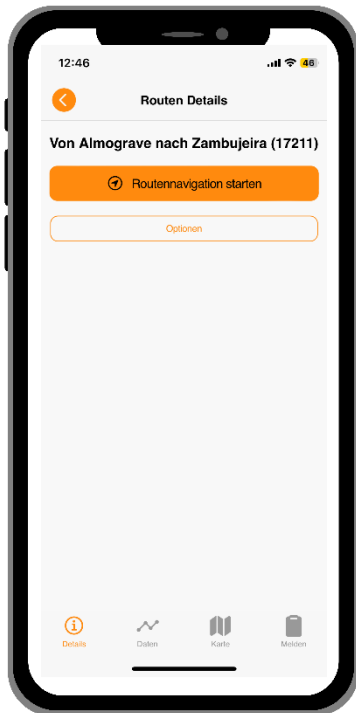 12:46
46
Routen Details
Von Almograve nach Zambujeira (17211)
Routennavigation starten
Optionen
Details
Daten
Karte
Melden